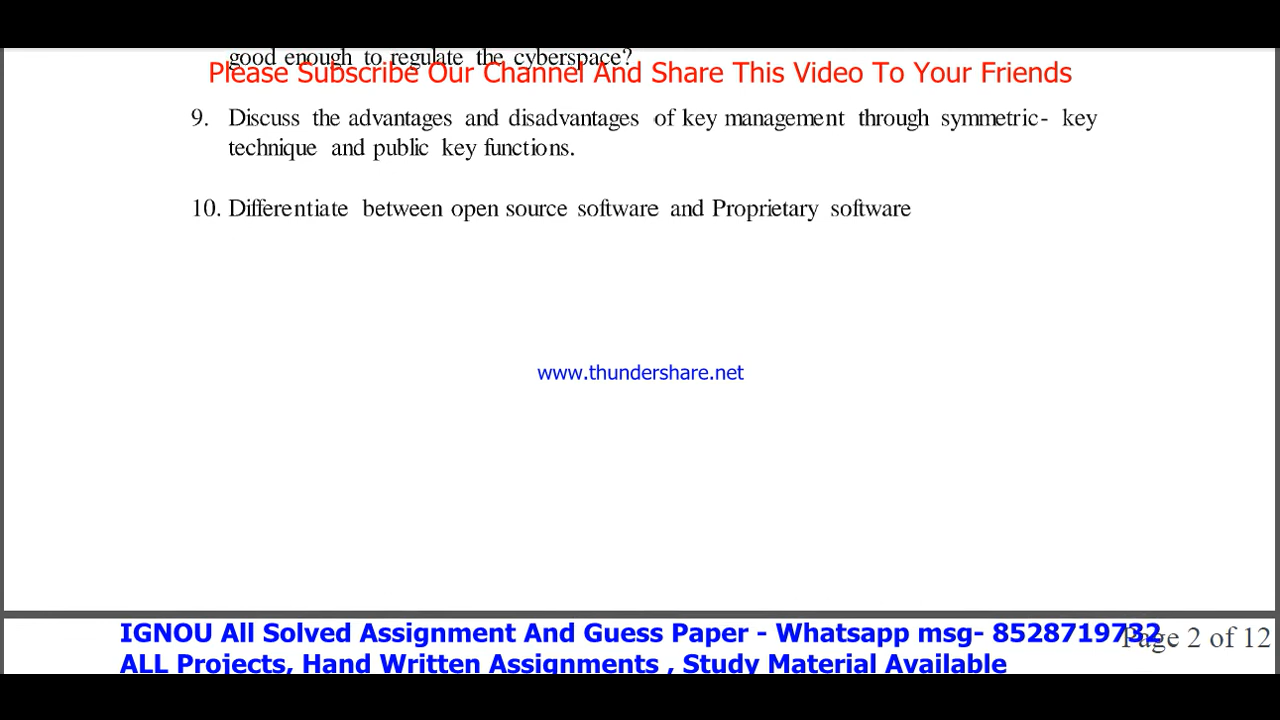 good enough to regulate the cyberspace?
Please Subscribe Our Channel And Share This Video To Your Friends
9. Discuss the advantages and disadvantages of key management through symmetric- key
technique and public key functions.
10. Differentiate between open source software and Proprietary software
www.thundershare.net
IGNOU All Solved Assignment And Guess Paper - Whatsapp msg- 8528719732
Page 2 of 12
ALL Projects, Hand Written Assignments , Study Material Available